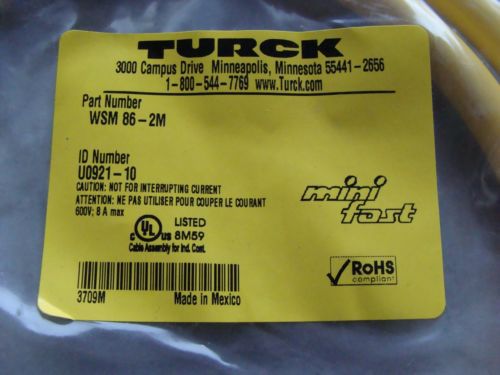 TURCK
3000 Campus Drive Minneapolis, Minnesota 55441-2656
1-800-544-7769 www.Turck.com
Part Number
WSM 86-2M
ID Number
U0921-10
CAUTION: NOT FOR INTERRUPTING CURRENT
ATTENTION: NE PAS UTILISER POUR COUPER LE COURANT
600V; 8 A max
mini
fast
c UL us LISTED
8M59
Cable Assembly for Ind. Cont.
RoHS
compliant
3709M Made in Mexico